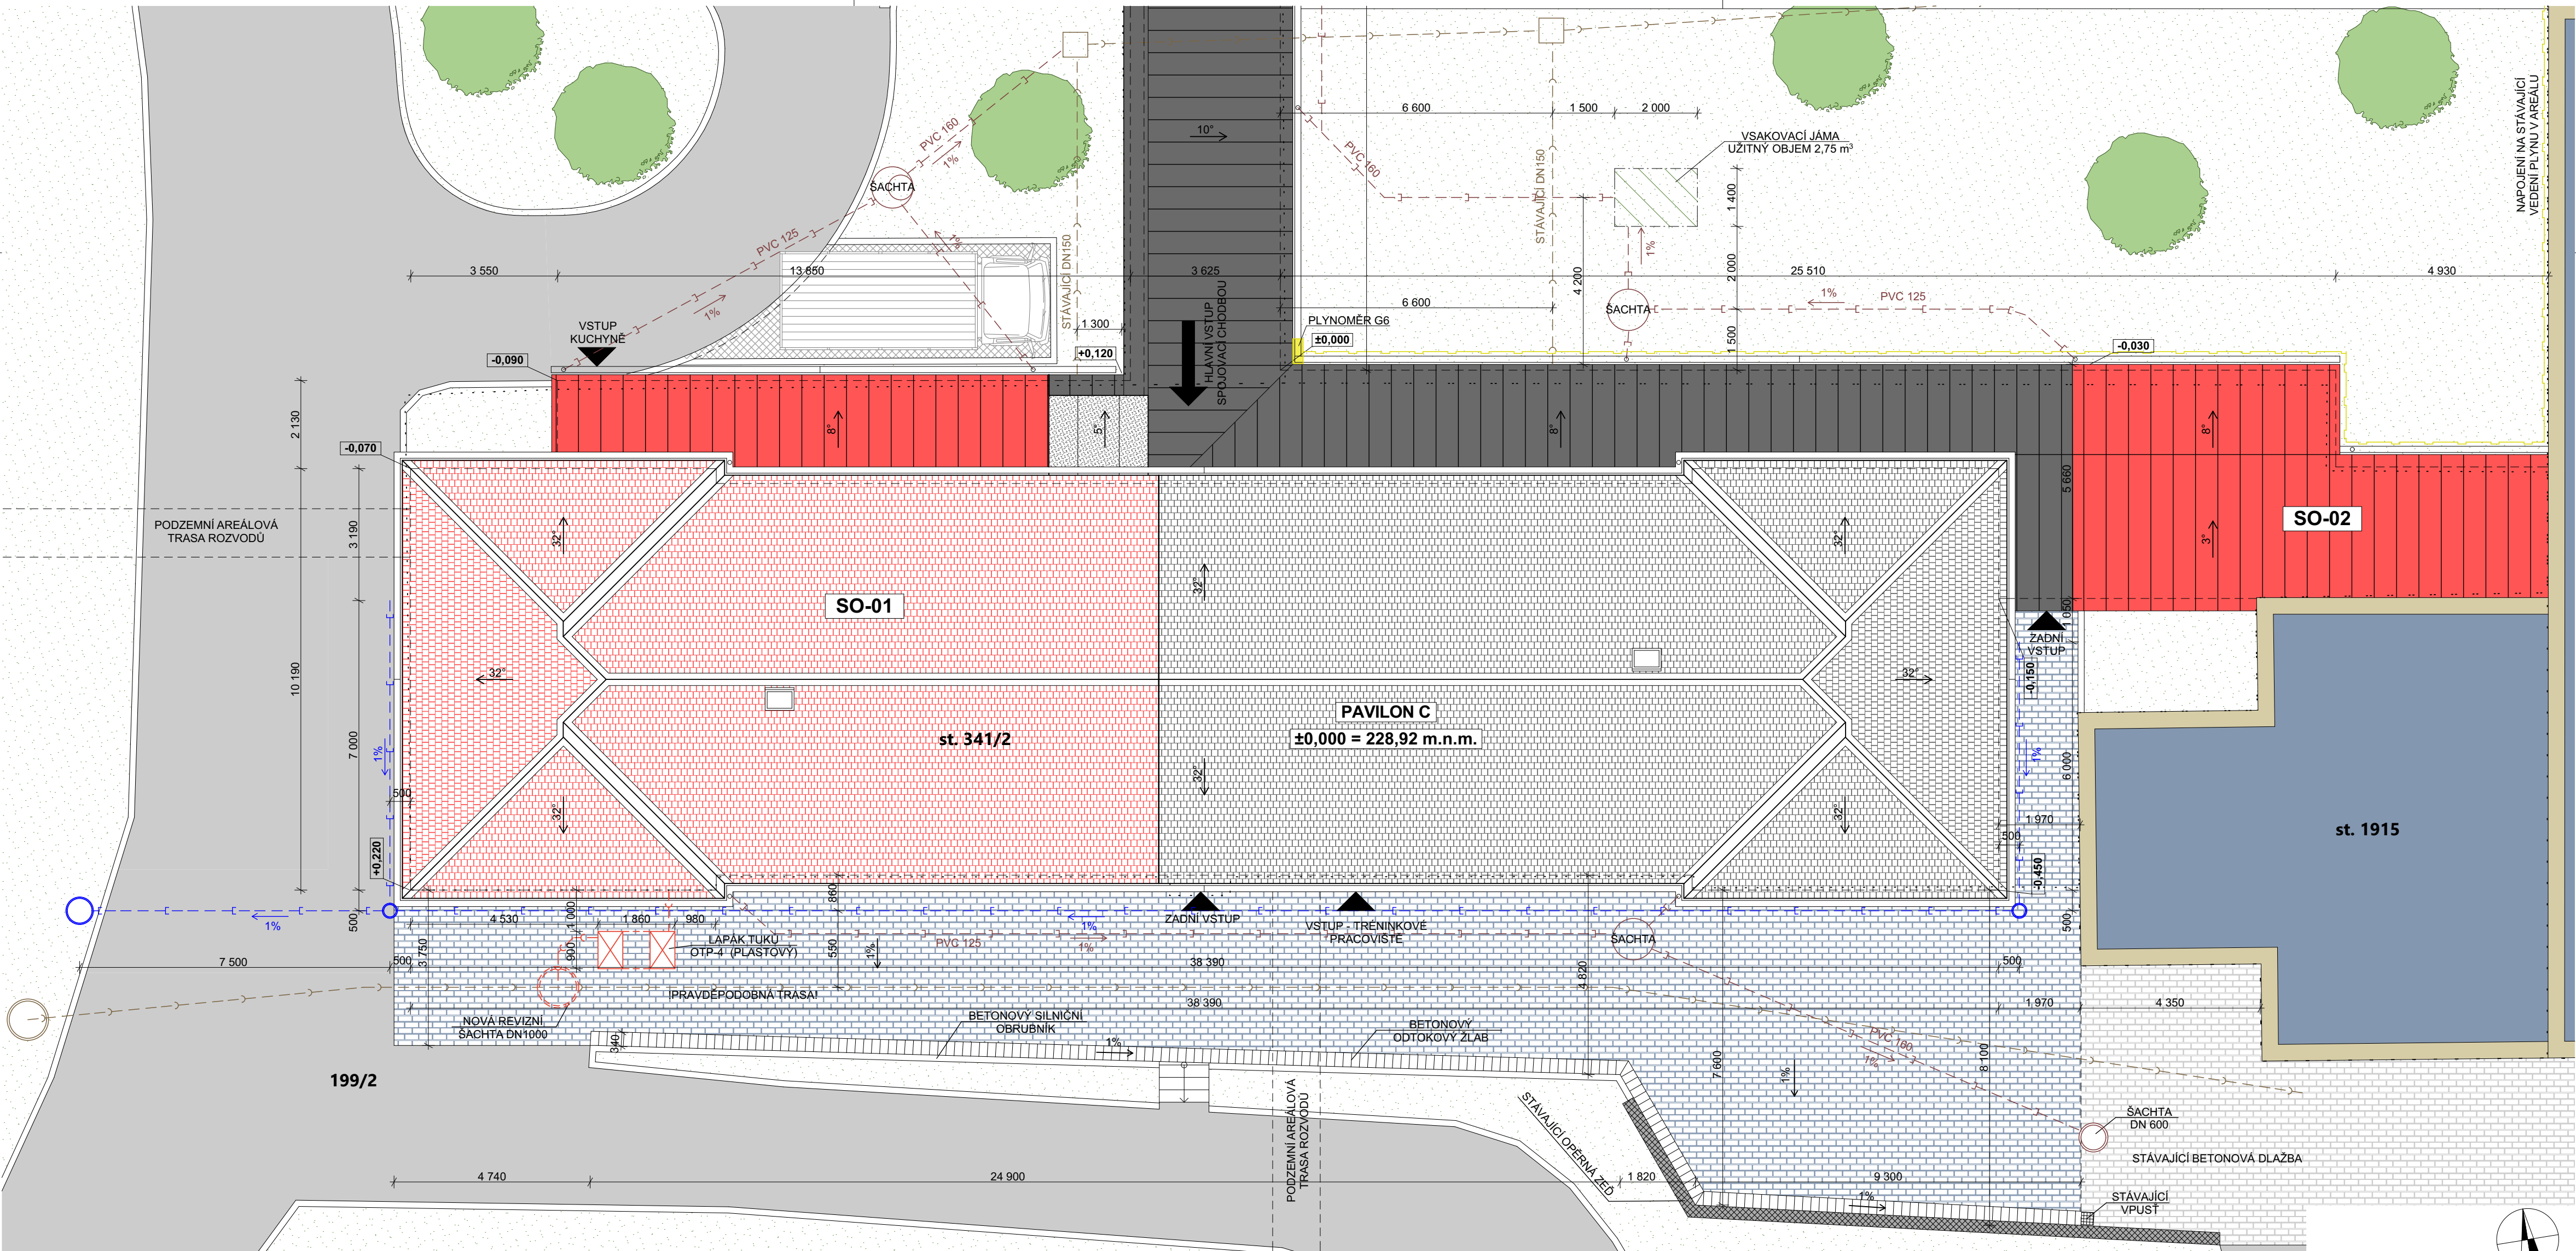 NAPOJENÍ NA STÁVAJÍCÍ
VEDENÍ PLYNU V AREÁLU
6 600
1 500
2 000
PVC 160
1%
10°
VSAKOVACÍ JÁMA
UŽITNÝ OBJEM 2,75 m³
PVC 160
STÁVAJÍCÍ DN150
1 400
ŠACHTA
PVC 125
1%
1%
STÁVAJÍCÍ DN150
3 550
13 850
3 625
4 200
1%
2 000
25 510
4 930
1%
PVC 125
6 600
ŠACHTA
1 500
VSTUP
KUCHYNĚ
1 300
HLAVNÍ VSTUP
SPOJOVACÍ CHODBOU
PLYNOMĚR G6
±0,000
-0,090
+0,120
-0,030
2 130
8°
5°
8°
8°
-0,070
5 660
3°
SO-02
PODZEMNÍ AREÁLOVÁ
TRASA ROZVODŮ
3 190
32°
32°
32°
SO-01
1 050
ZADNÍ
VSTUP
10 190
32°
32°
-0,150
PAVILON C
±0,000 = 228,92 m.n.m.
st. 341/2
7 000
1%
32°
1%
6 000
500
32°
32°
1 970
500
st. 1915
+0,220
-0,450
500
1%
4 530
1 000
1 860
980
860
ZADNÍ VSTUP
1%
VSTUP - TRÉNINKOVÉ
PRACOVIŠTĚ
500
3 750
900
LAPÁK TUKŮ
OTP-4 (PLASTOVÝ)
550
1%
PVC 125
1%
ŠACHTA
7 500
500
38 390
4 820
500
!PRAVDĚPODOBNÁ TRASA!
38 390
1 970
4 350
NOVÁ REVIZNÍ
ŠACHTA DN1000
BETONOVÝ SILNIČNÍ
OBRUBNÍK
BETONOVÝ
ODTOKOVÝ ŽLAB
340
1%
PVC 160
1%
7 600
8 100
1%
199/2
STÁVAJÍCÍ OPĚRNÁ ZEĎ
PODZEMNÍ AREÁLOVÁ
TRASA ROZVODŮ
ŠACHTA
DN 600
STÁVAJÍCÍ BETONOVÁ DLAŽBA
4 740
24 900
1 820
9 300
1%
STÁVAJÍCÍ
VPUSŤ